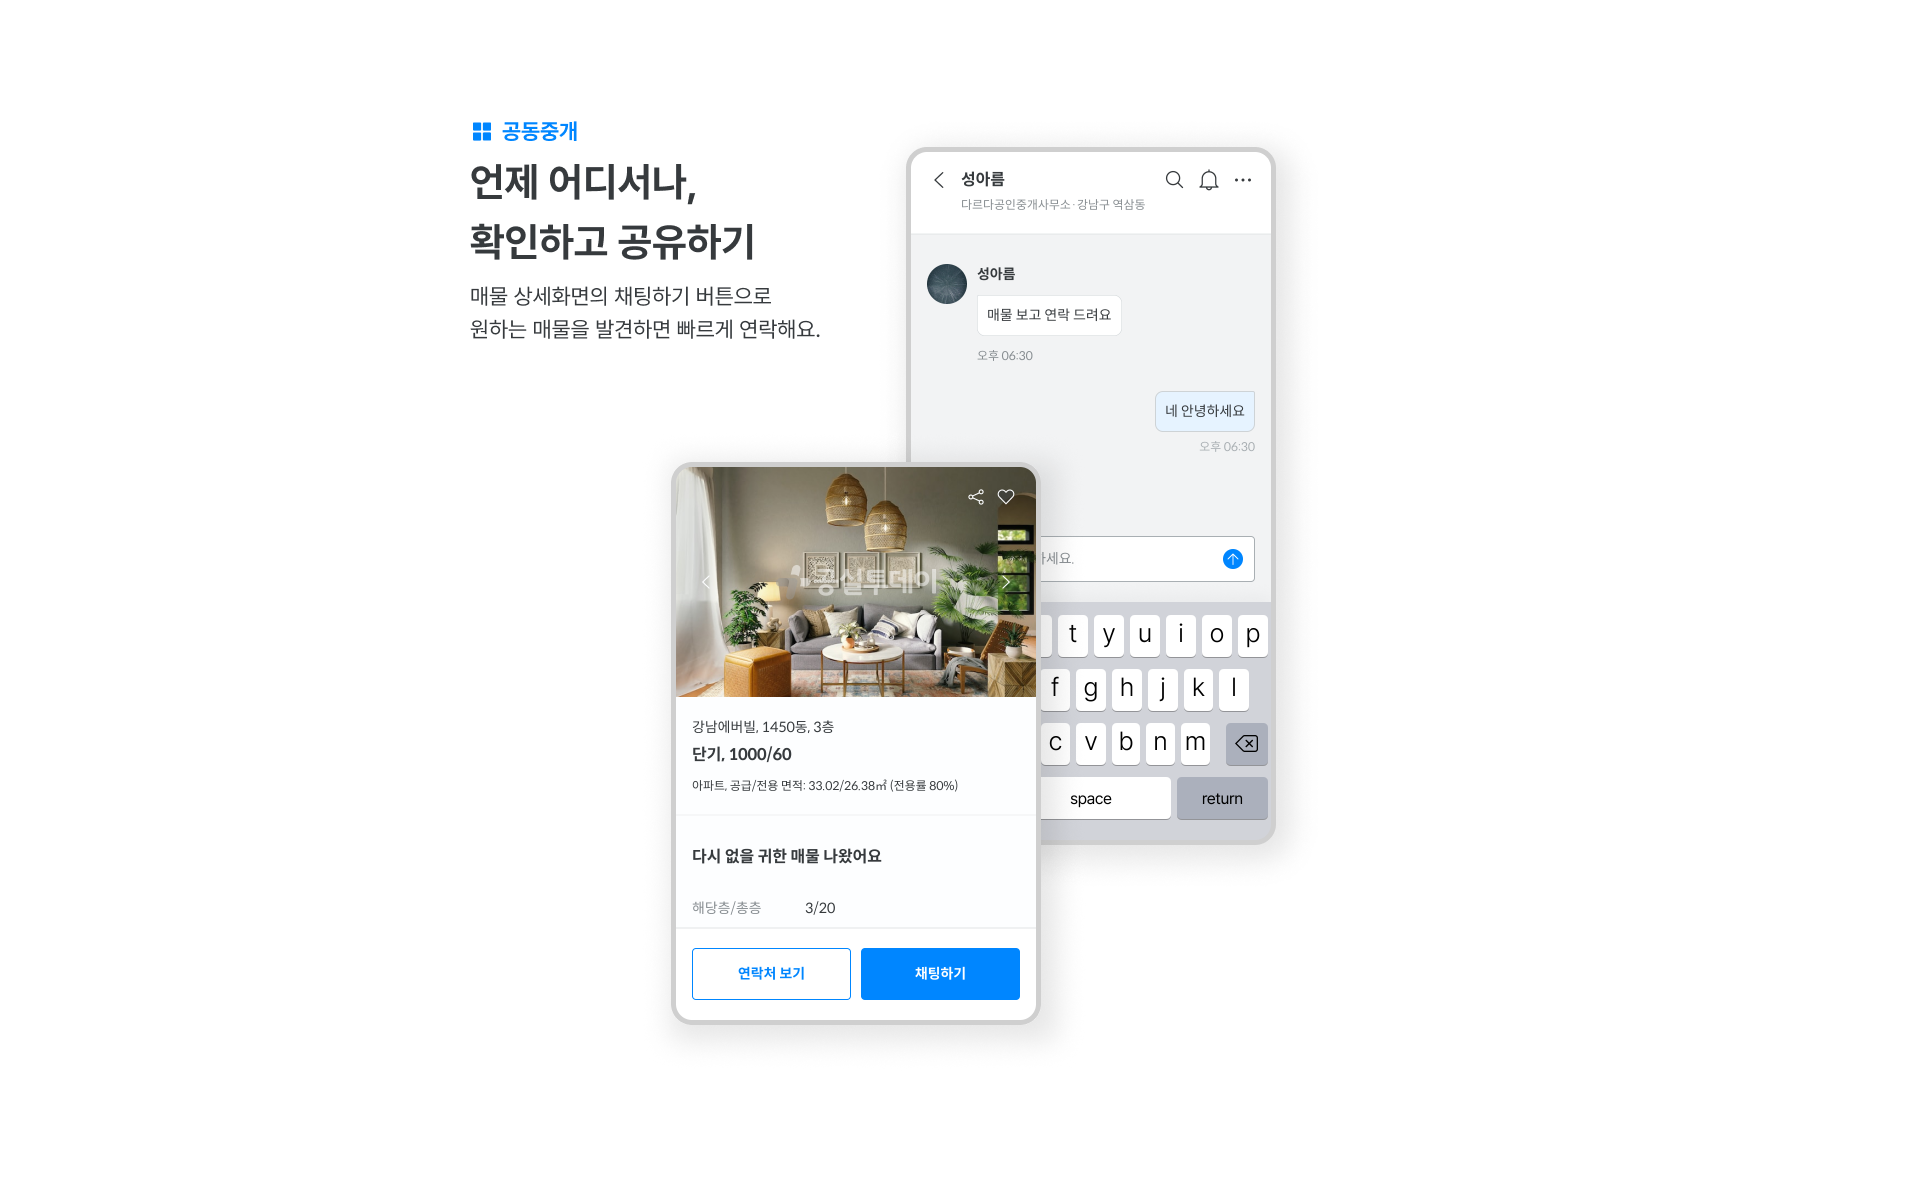 공동중개
언제 어디서나,
확인하고 공유하기
매물 상세화면의 채팅하기 버튼으로
원하는 매물을 발견하면 빠르게 연락해요.
성아름
다르다공인중개사무소 · 강남구 역삼동
성아름
매물 보고 연락 드려요
오후 06:30
네 안녕하세요
오후 06:30
하세요.
t y u i o p
f g h j k l
c v b n m
space return
공실투데이
강남에버빌, 1450동, 3층
단기, 1000/60
아파트, 공급/전용 면적: 33.02/26.38㎡ (전용률 80%)
다시 없을 귀한 매물 나왔어요
해당층/총층 3/20
연락처 보기 채팅하기